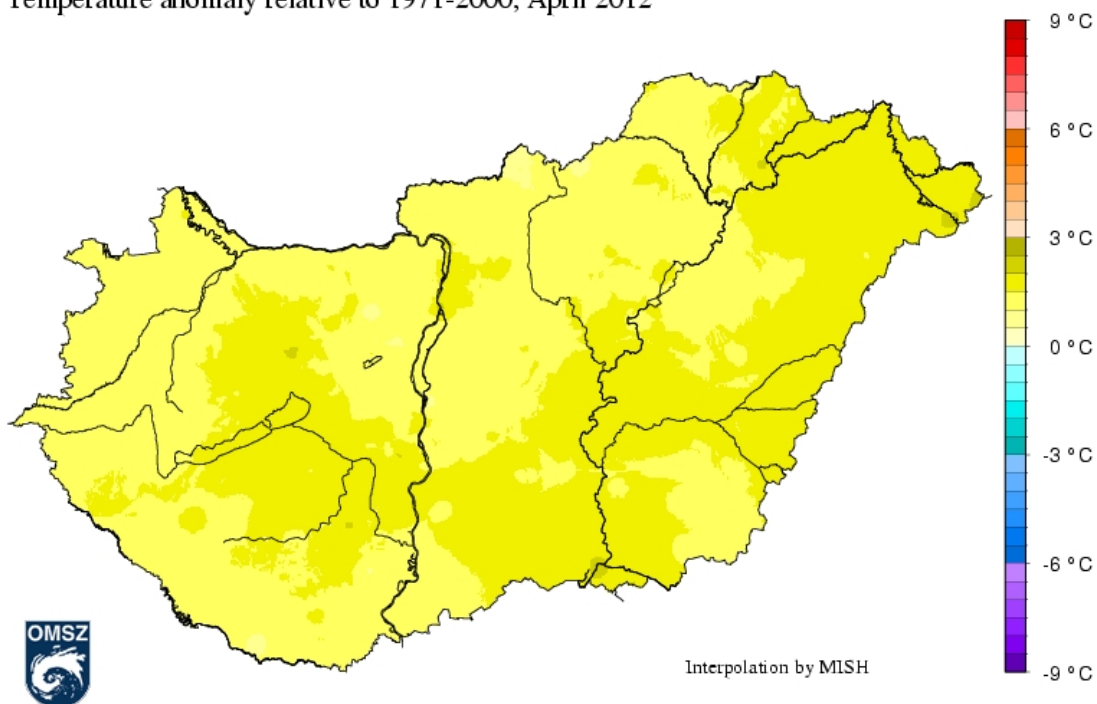 Temperature anomaly relative to 1971-2000, April 2012
9 °C
6 °C
3 °C
0 °C
-3 °C
-6 °C
-9 °C
OMSZ
Interpolation by MISH